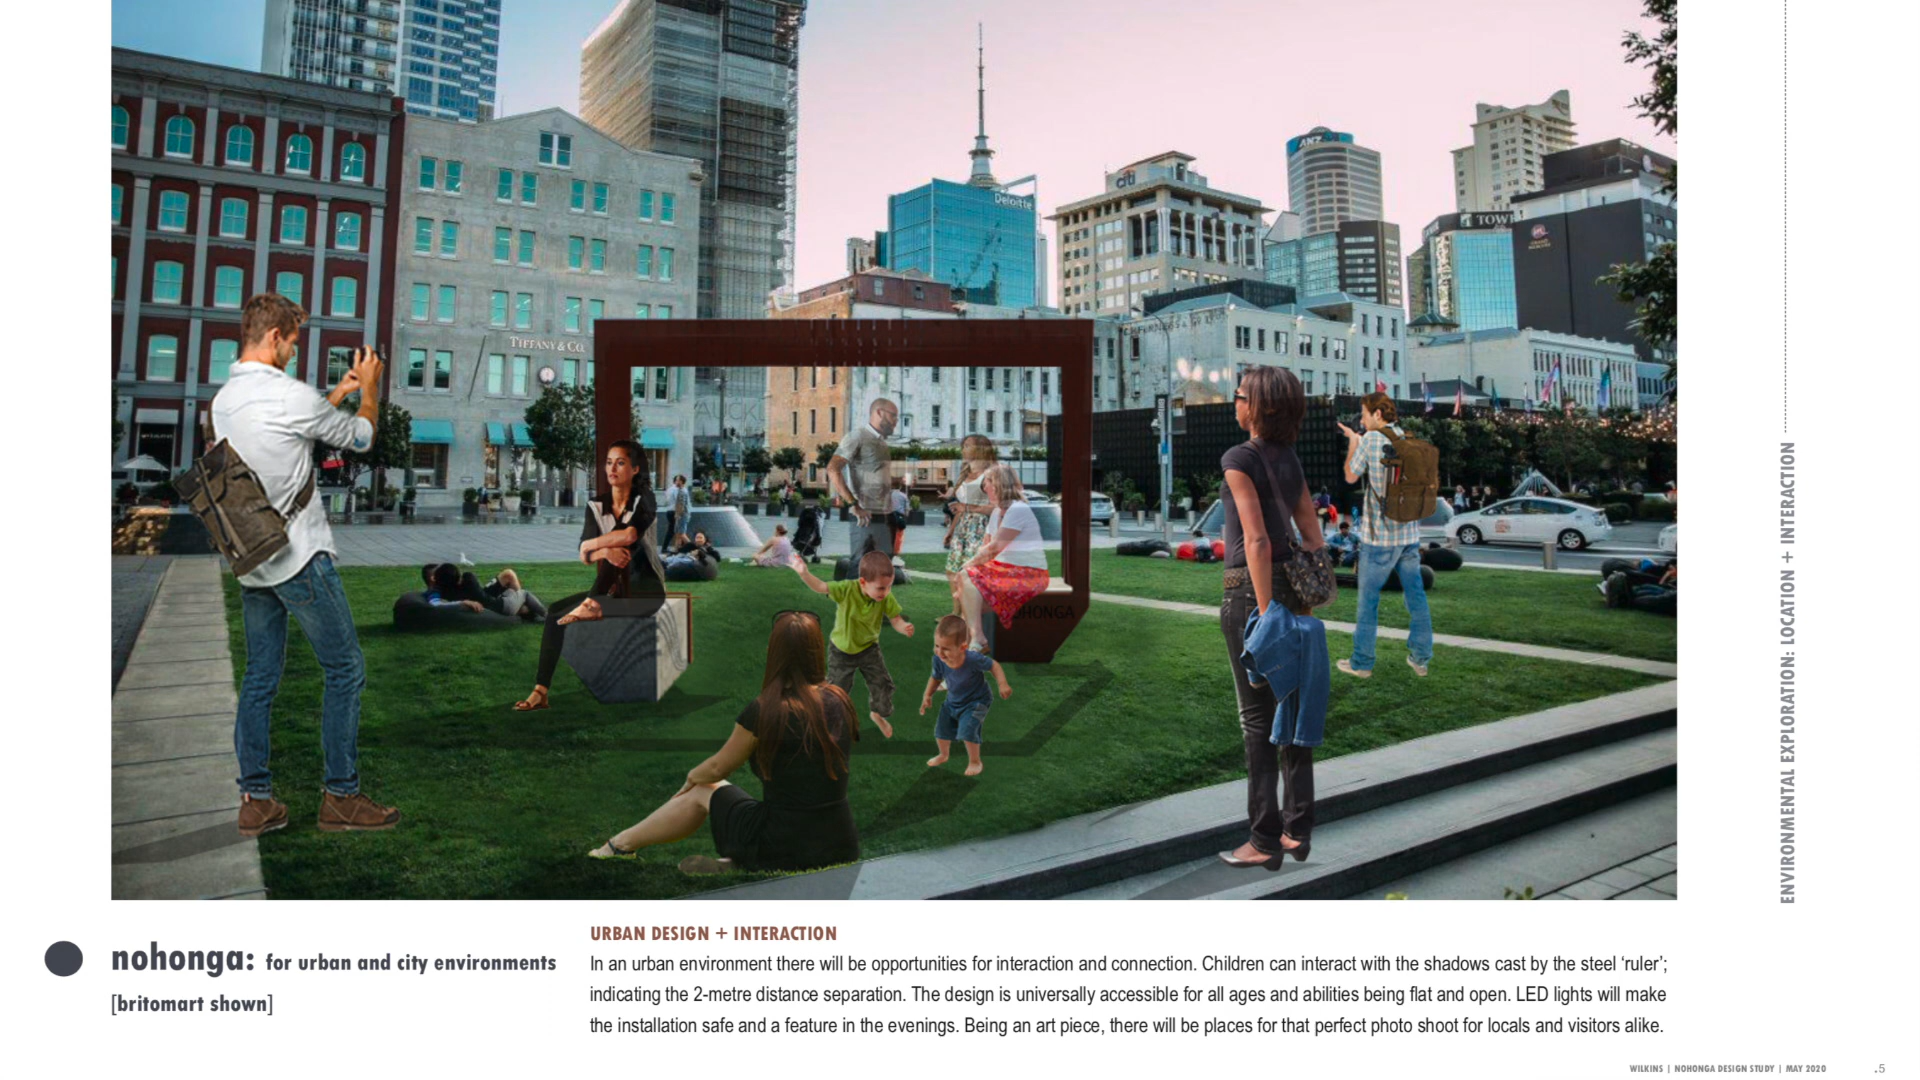 Deloitte
citi
ANZ
TOWE
TIFFANY & CO.
AUCK
HONGA
ENVIRONMENTAL EXPLORATION: LOCATION + INTERACTION
nohonga: for urban and city environments
[britomart shown]
URBAN DESIGN + INTERACTION
In an urban environment there will be opportunities for interaction and connection. Children can interact with the shadows cast by the steel ‘ruler’;
indicating the 2-metre distance separation. The design is universally accessible for all ages and abilities being flat and open. LED lights will make
the installation safe and a feature in the evenings. Being an art piece, there will be places for that perfect photo shoot for locals and visitors alike.
WILKINS | NOHONGA DESIGN STUDY | MAY 2020 .5